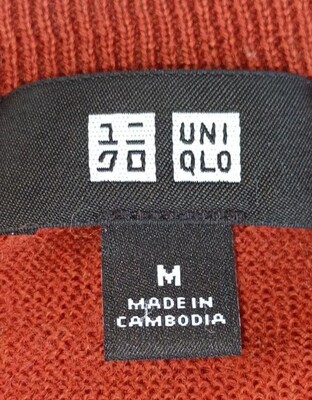 ユニ UNI
クロ QLO
M
MADE IN
CAMBODIA